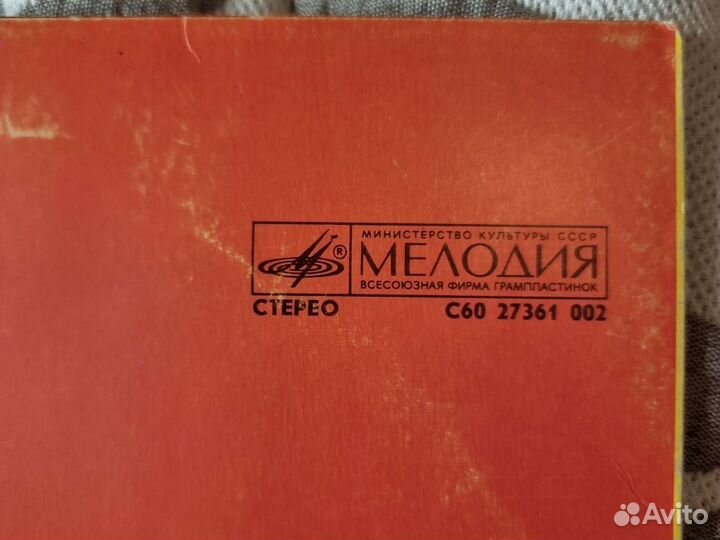 МИНИСТЕРСТВО КУЛЬТУРЫ СССР
® МЕЛОДИЯ
ВСЕСОЮЗНАЯ ФИРМА ГРАМПЛАСТИНОК
СТЕРЕО С60 27361 002
Avito